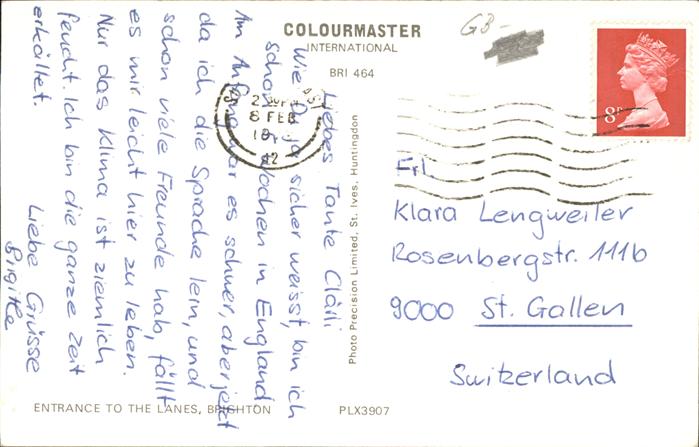 COLOURMASTER
INTERNATIONAL
BRI 464
GB-
8P
8 FEB
Liebes Tante Clärli
Wie Du ja sicher weisst, bin ich
schon Wochen in England
Am Anfang war es schwer, aber jetzt
da ich die Sprache lern, und
schon viele Freunde hab, fällt
es mir leicht hier zu leben.
Nur das Klima ist ziemlich
feucht. Ich bin die ganze Zeit
erkältet.
Liebe Grüsse
Birgitta
Photo Precision Limited, St. Ives, Huntingdon
Frl.
Klara Lengweiler
Rosenbergstr. 111b
9000 St. Gallen
Switzerland
ENTRANCE TO THE LANES, BRIGHTON
PLX3907